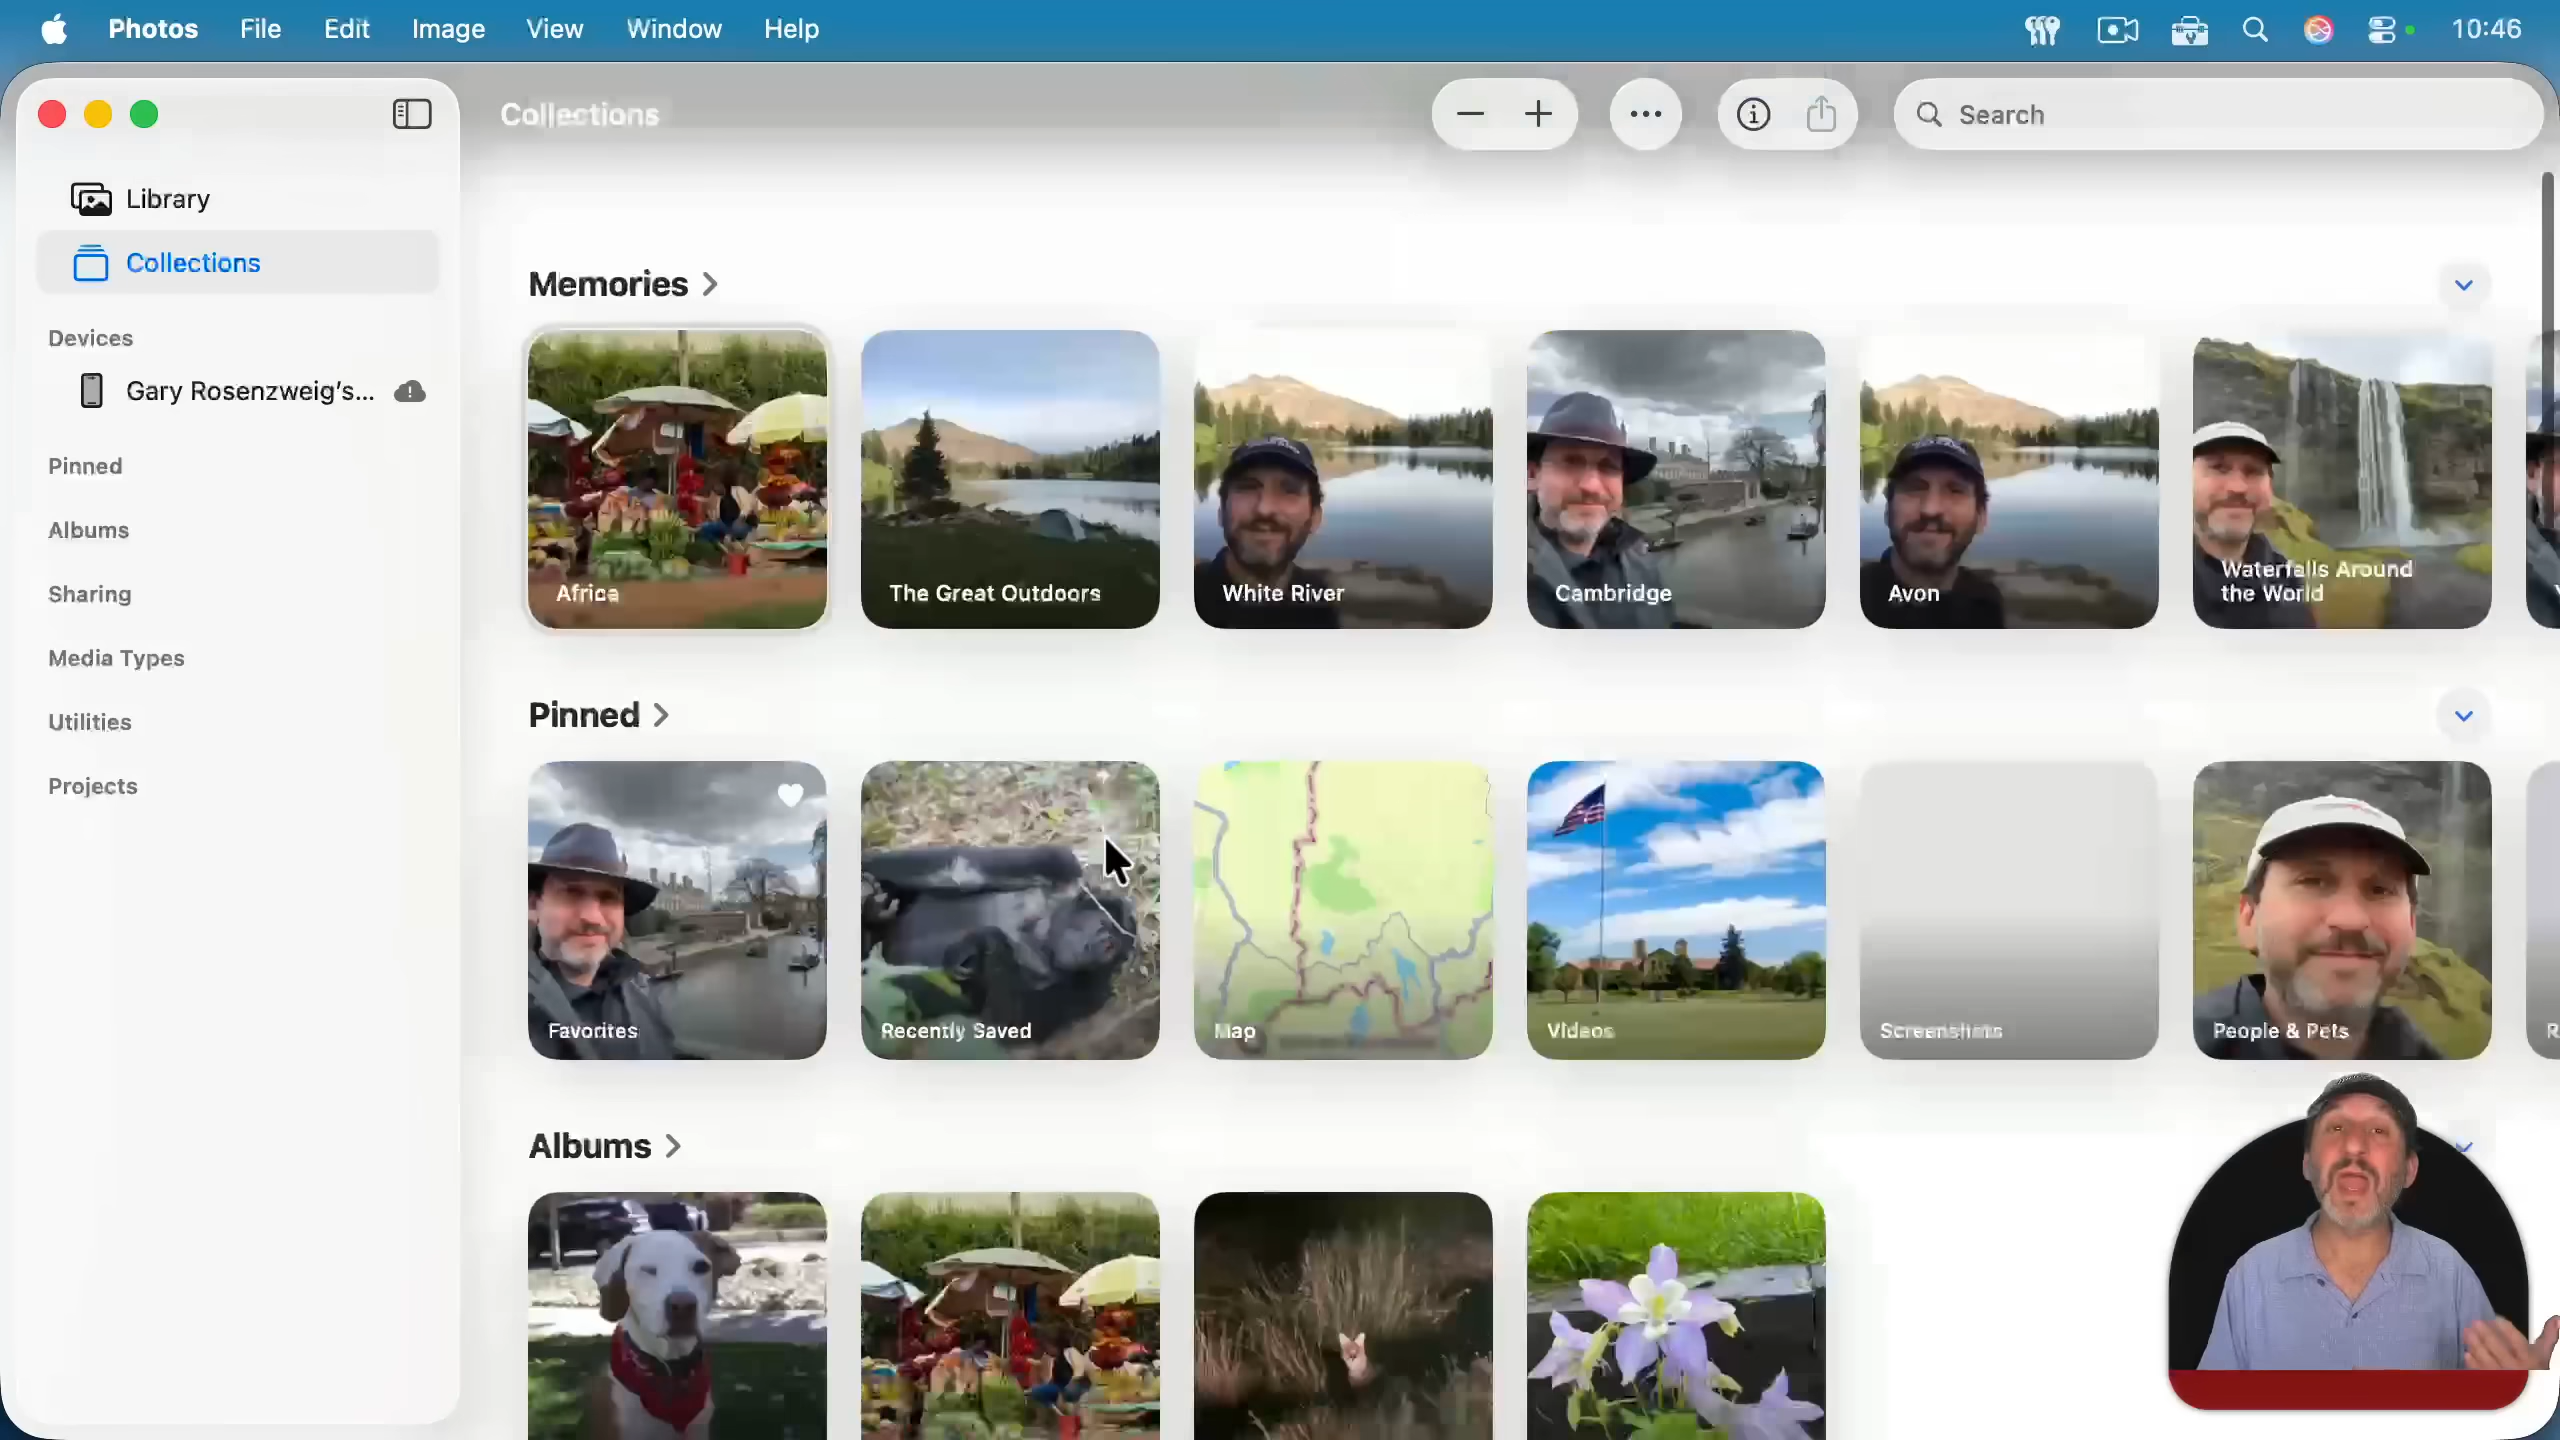 Photos File Edit Image View Window Help 10:46
Collections
Search
Library
Collections
Devices
Gary Rosenzweig's...
Pinned
Albums
Sharing
Media Types
Utilities
Projects
Memories
Africa
The Great Outdoors
White River
Cambridge
Avon
Waterfalls Around
the World
Pinned
Favorites
Recently Saved
Map
Videos
Screenshots
People & Pets
Albums